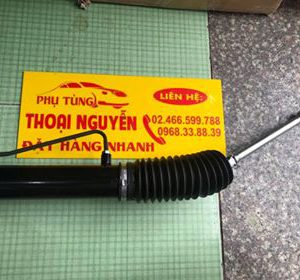 LIÊN HỆ:
PHỤ TÙNG
THOẠI NGUYỄN
02.466.599.788
0968.33.88.39
ĐẶT HÀNG NHANH